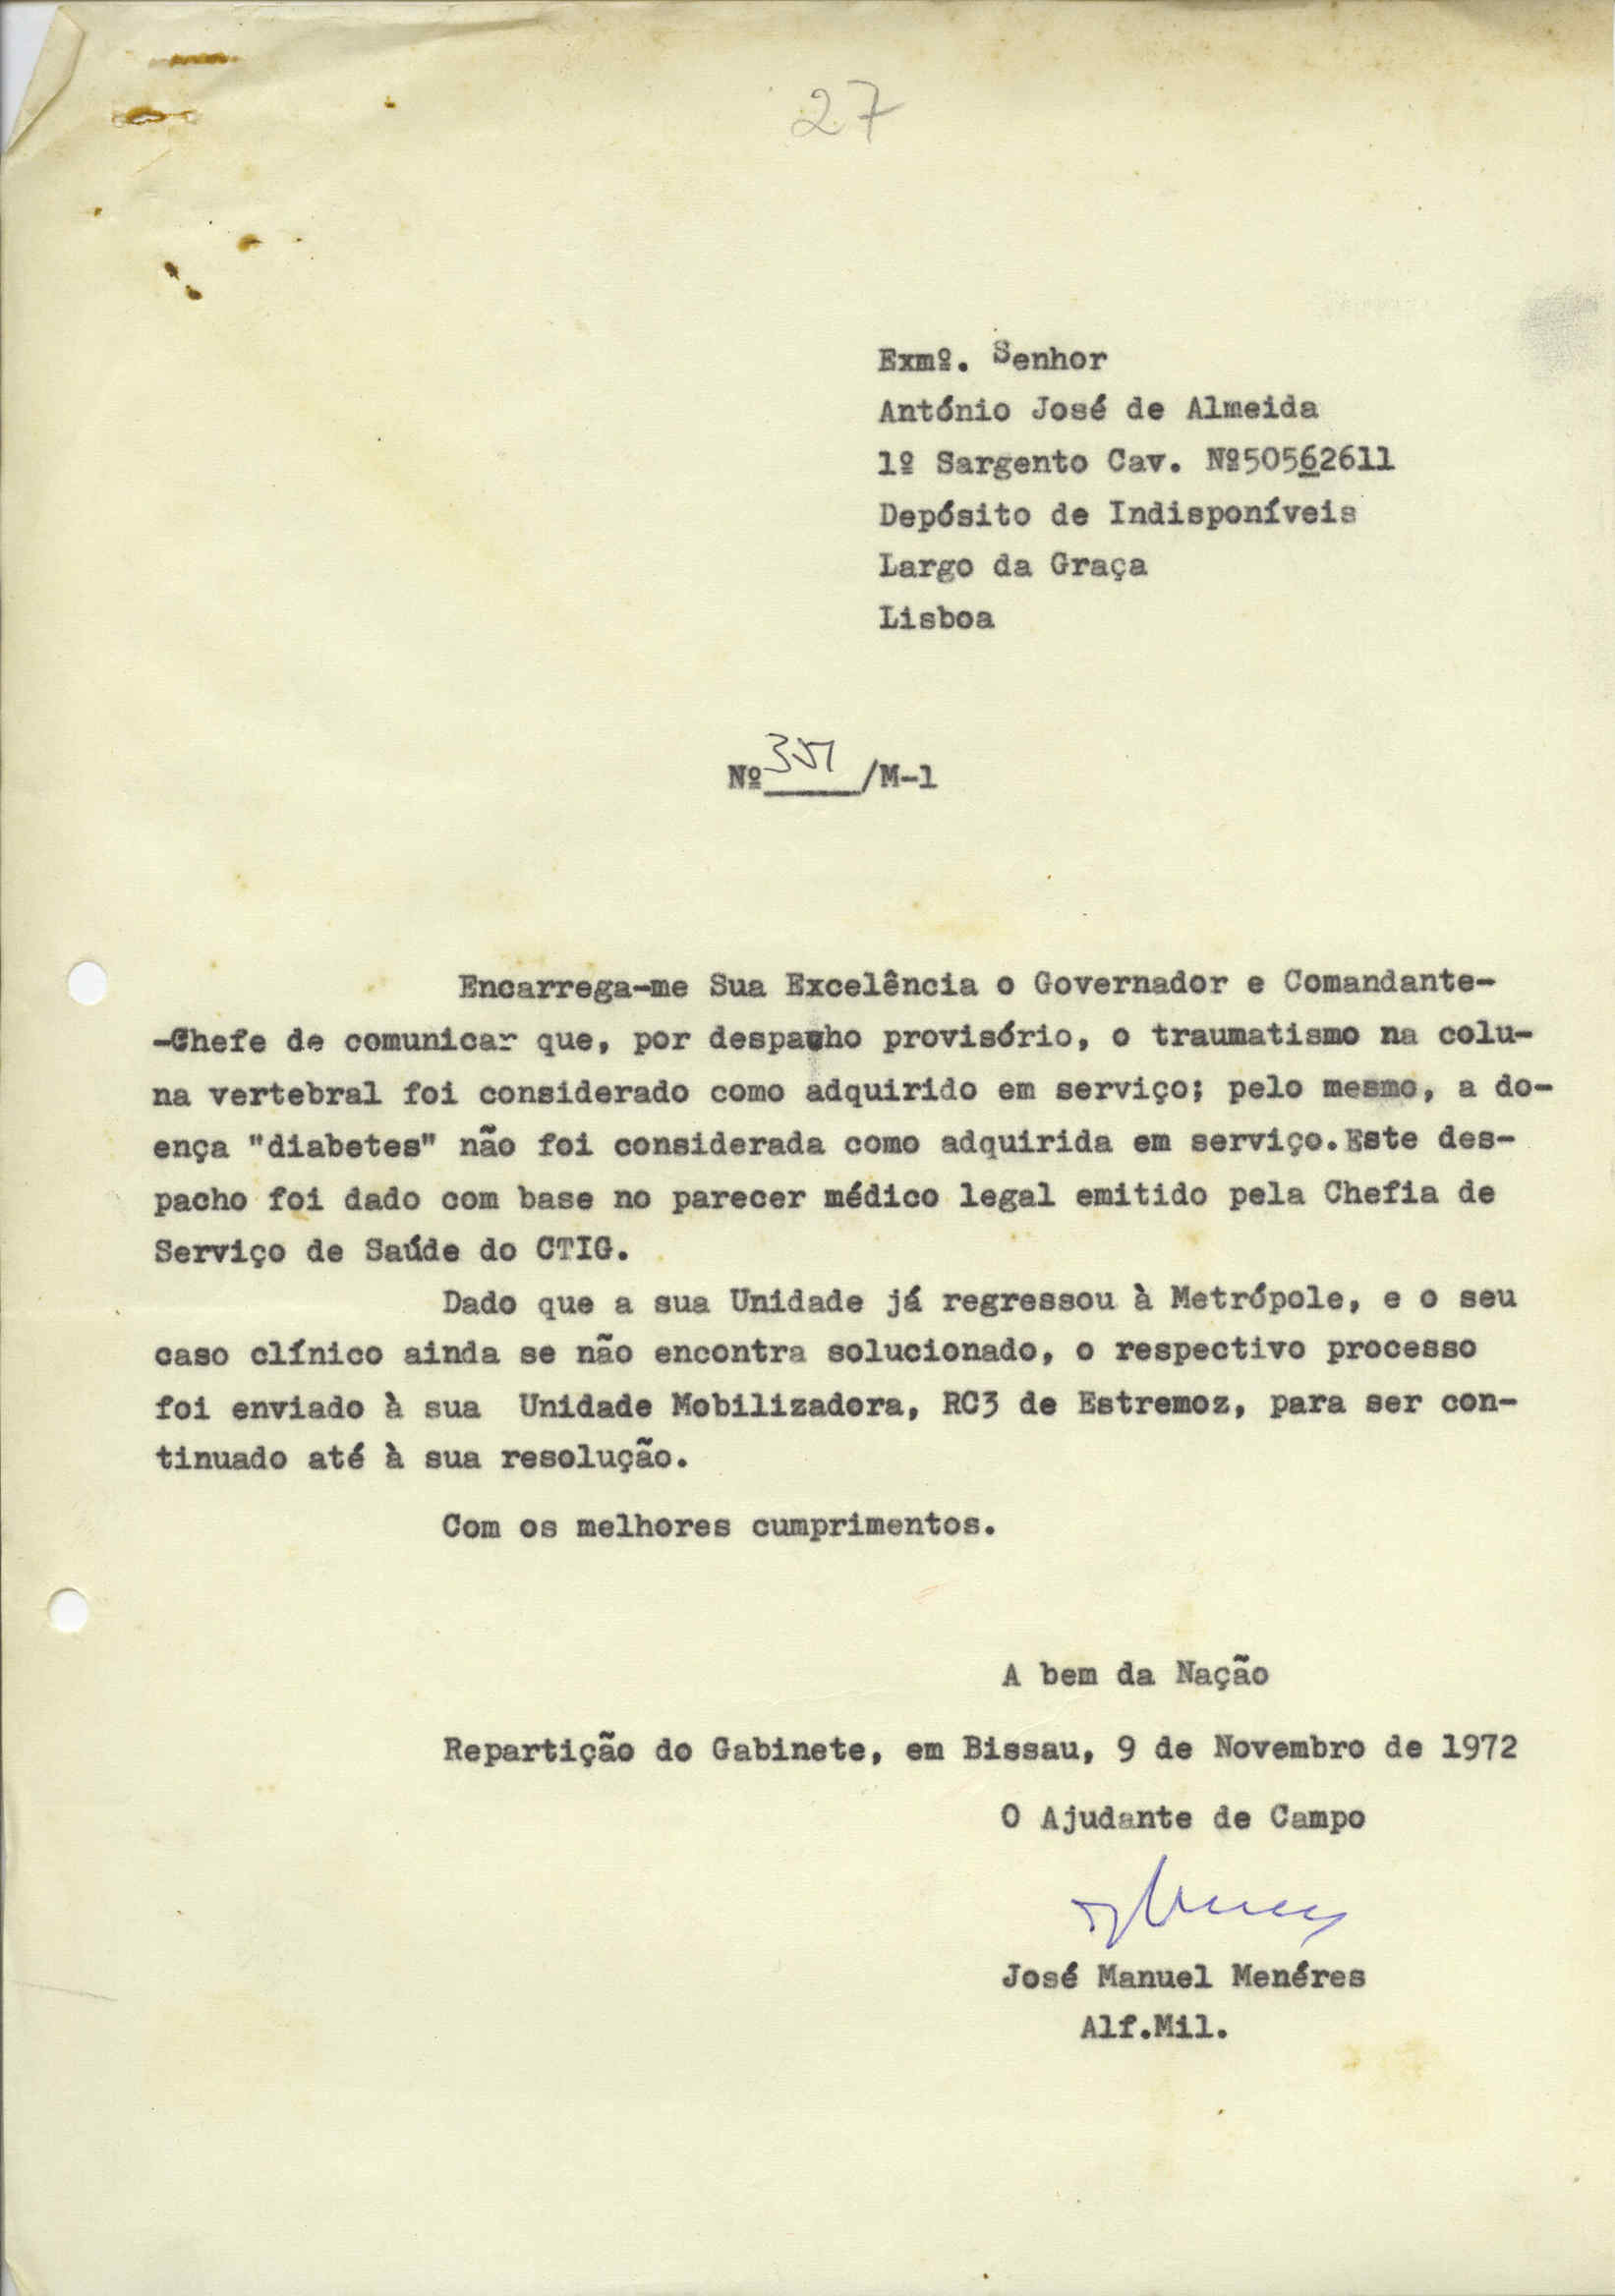 27
Exmº. Senhor
António José de Almeida
1º Sargento Cav. Nº50562611
Depósito de Indisponíveis
Largo da Graça
Lisboa
Nº /M-1
Encarrega-me Sua Excelência o Governador e Comandante-
-Chefe de comunicar que, por despacho provisório, o traumatismo na colu-
na vertebral foi considerado como adquirido em serviço; pelo mesmo, a do-
ença "diabetes" não foi considerada como adquirida em serviço.Este des-
pacho foi dado com base no parecer médico legal emitido pela Chefia de
Serviço de Saúde do CTIG.
Dado que a sua Unidade já regressou à Metrópole, e o seu
caso clínico ainda se não encontra solucionado, o respectivo processo
foi enviado à sua Unidade Mobilizadora, RC3 de Estremoz, para ser con-
tinuado até à sua resolução.
Com os melhores cumprimentos.
A bem da Nação
Repartição do Gabinete, em Bissau, 9 de Novembro de 1972
O Ajudante de Campo
José Manuel Menéres
Alf.Mil.